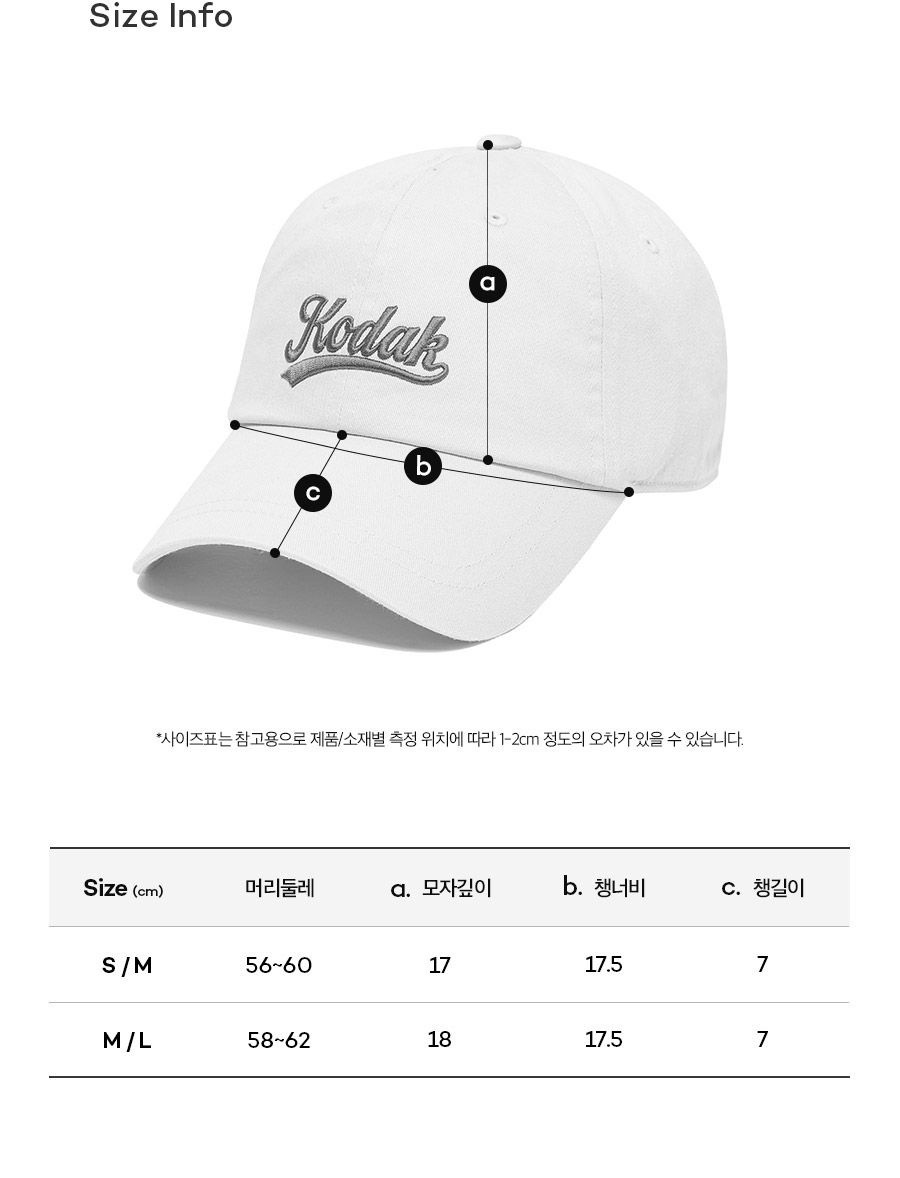 Size Info
Kodak
a
b
c
*사이즈표는 참고용으로 제품/소재별 측정 위치에 따라 1-2cm 정도의 오차가 있을 수 있습니다.
Size (cm) 머리둘레 a. 모자깊이 b. 챙너비 c. 챙길이
S / M 56~60 17 17.5 7
M / L 58~62 18 17.5 7